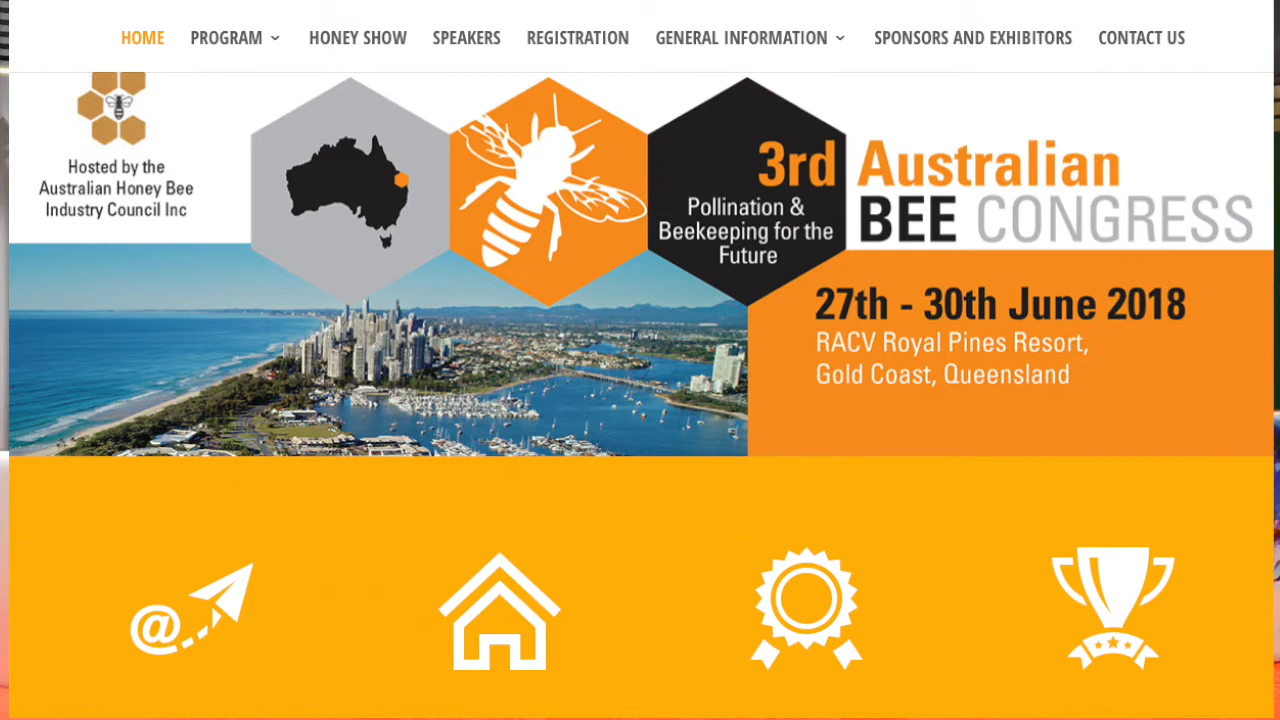 HOME PROGRAM HONEY SHOW SPEAKERS REGISTRATION GENERAL INFORMATION SPONSORS AND EXHIBITORS CONTACT US
Hosted by the
Australian Honey Bee
Industry Council Inc
3rd Australian
BEE CONGRESS
Pollination &
Beekeeping for the
Future
27th - 30th June 2018
RACV Royal Pines Resort,
Gold Coast, Queensland
@